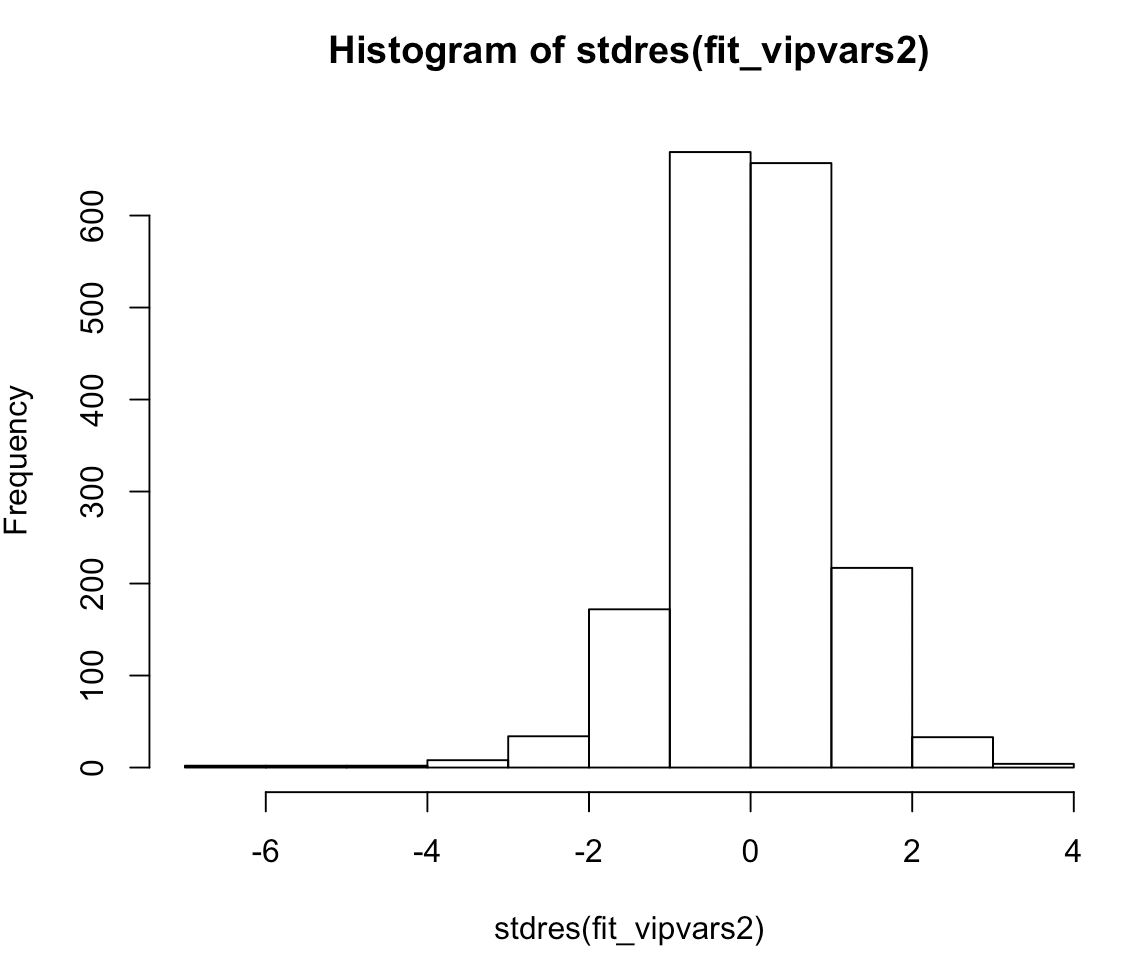 Histogram of stdres(fit_vipvars2)
600
500
400
300
200
100
0
Frequency
-6 -4 -2 0 2 4
stdres(fit_vipvars2)